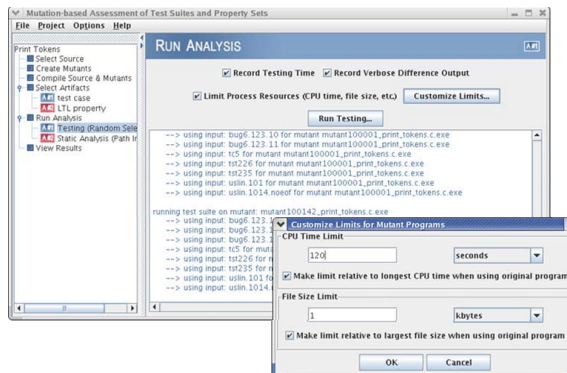 Mutation-based Assessment of Test Suites and Property Sets
File Project Options Help
Print Tokens
Select Source
Create Mutants
Compile Source & Mutants
Select Artifacts
test case
LTL property
Run Analysis
Testing (Random Sele
Static Analysis (Path Ir
View Results
RUN ANALYSIS
Record Testing Time Record Verbose Difference Output
Limit Process Resources (CPU time, file size, etc.) Customize Limits...
Run Testing...
--> using input: bug6.123.10 for mutant mutant100001_print_tokens.c.exe
--> using input: bug6.123.11 for mutant mutant100001_print_tokens.c.exe
--> using input: tc5 for mutant mutant100001_print_tokens.c.exe
--> using input: tst226 for mutant mutant100001_print_tokens.c.exe
--> using input: tst235 for mutant mutant100001_print_tokens.c.exe
--> using input: uslin.101 for mutant mutant100001_print_tokens.c.exe
--> using input: uslin.1014.noeof for mutant mutant100001_print_tokens.c.exe
running test suite on mutant: mutant100142_print_tokens.c.exe
--> using input: bug6.123.1
--> using input: bug6.123.1
--> using input: bug6.123.1
--> using input: tc5 for muta
--> using input: tst226 for n
--> using input: tst235 for n
--> using input: uslin.101 fo
--> using input: uslin.1014.
Customize Limits for Mutant Programs
CPU Time Limit
120 seconds
Make limit relative to longest CPU time when using original program
File Size Limit
1 kbytes
Make limit relative to largest file size when using original program
OK Cancel